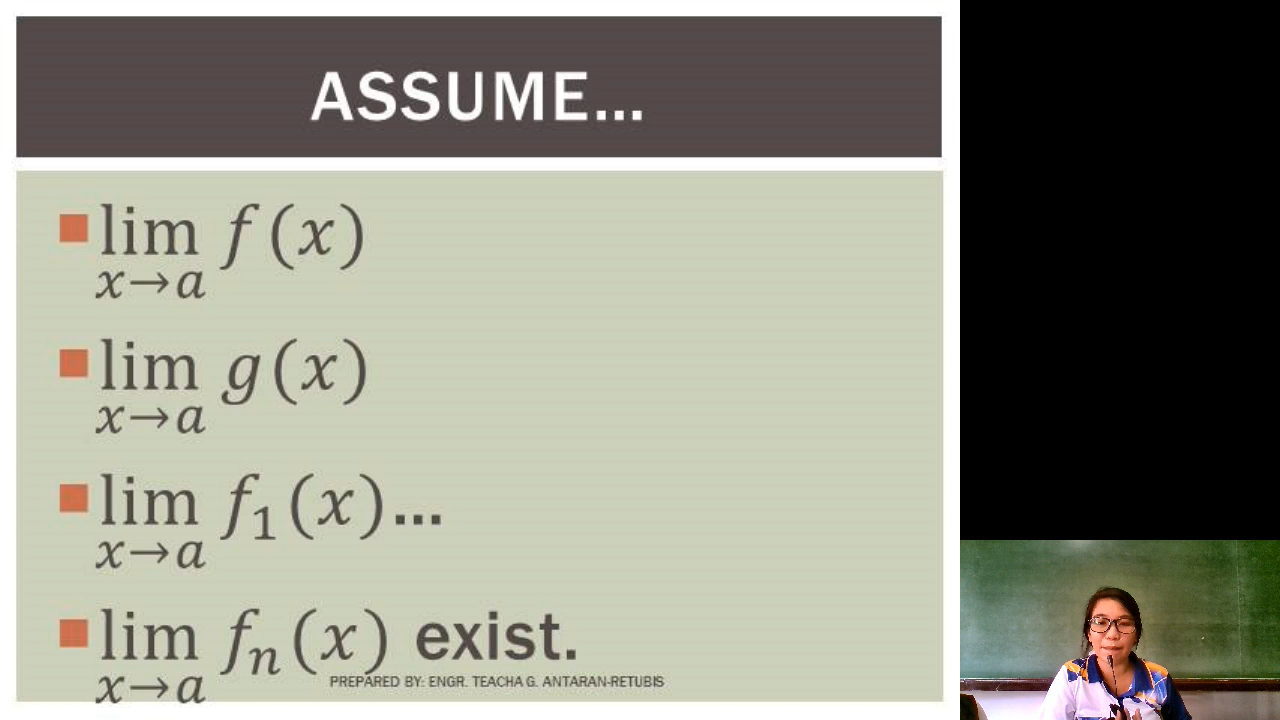 ASSUME...
lim f(x)
x→a
lim g(x)
x→a
lim f₁(x)...
x→a
lim fₙ(x) exist.
x→a
PREPARED BY: ENGR. TEACHA G. ANTARAN-RETUBIS